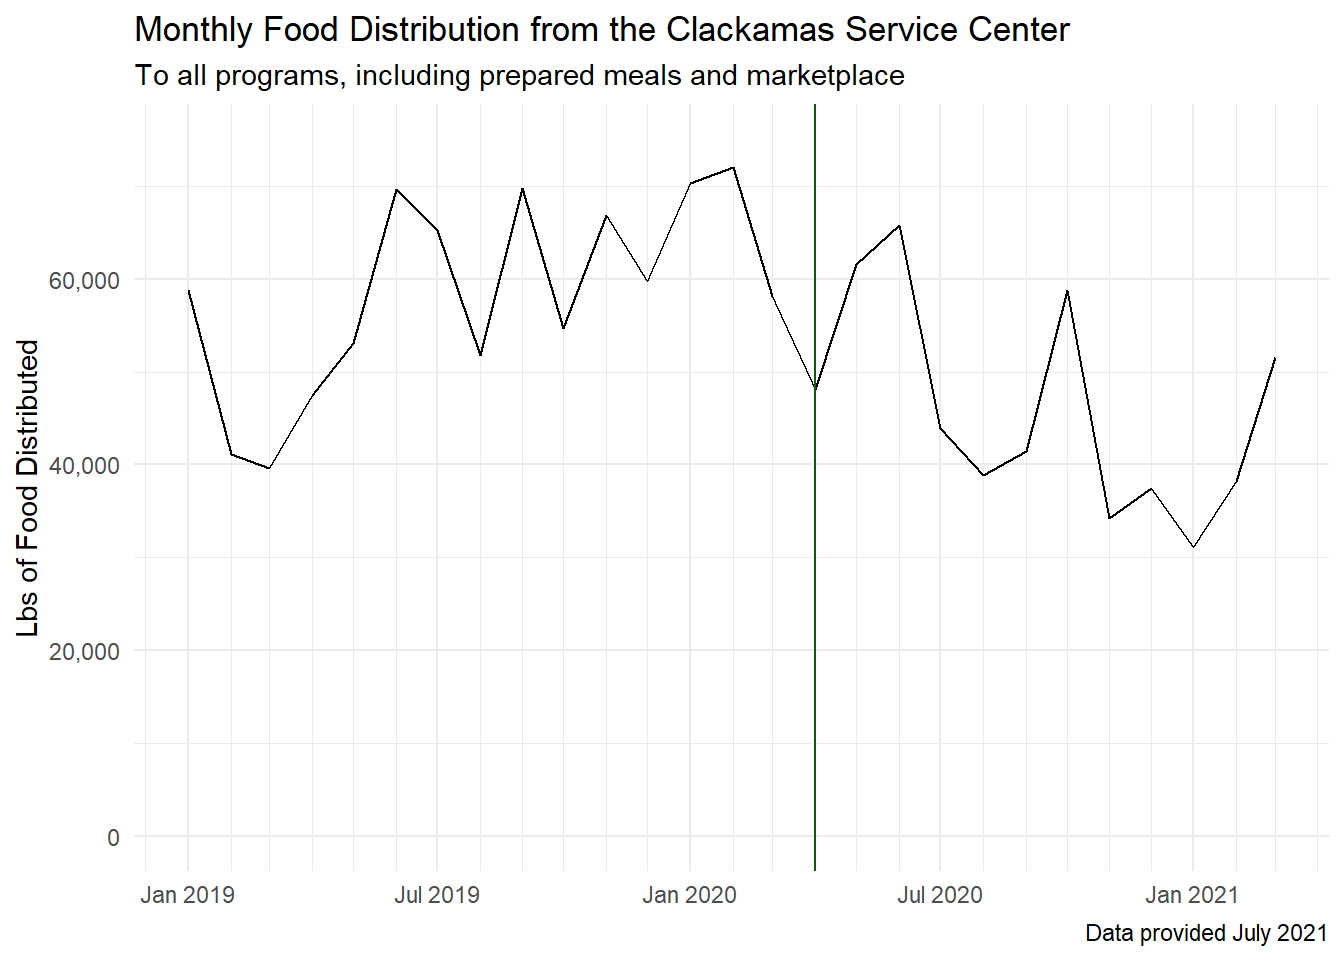 Monthly Food Distribution from the Clackamas Service Center
To all programs, including prepared meals and marketplace
Lbs of Food Distributed
60,000
40,000
20,000
0
Jan 2019
Jul 2019
Jan 2020
Jul 2020
Jan 2021
Data provided July 2021